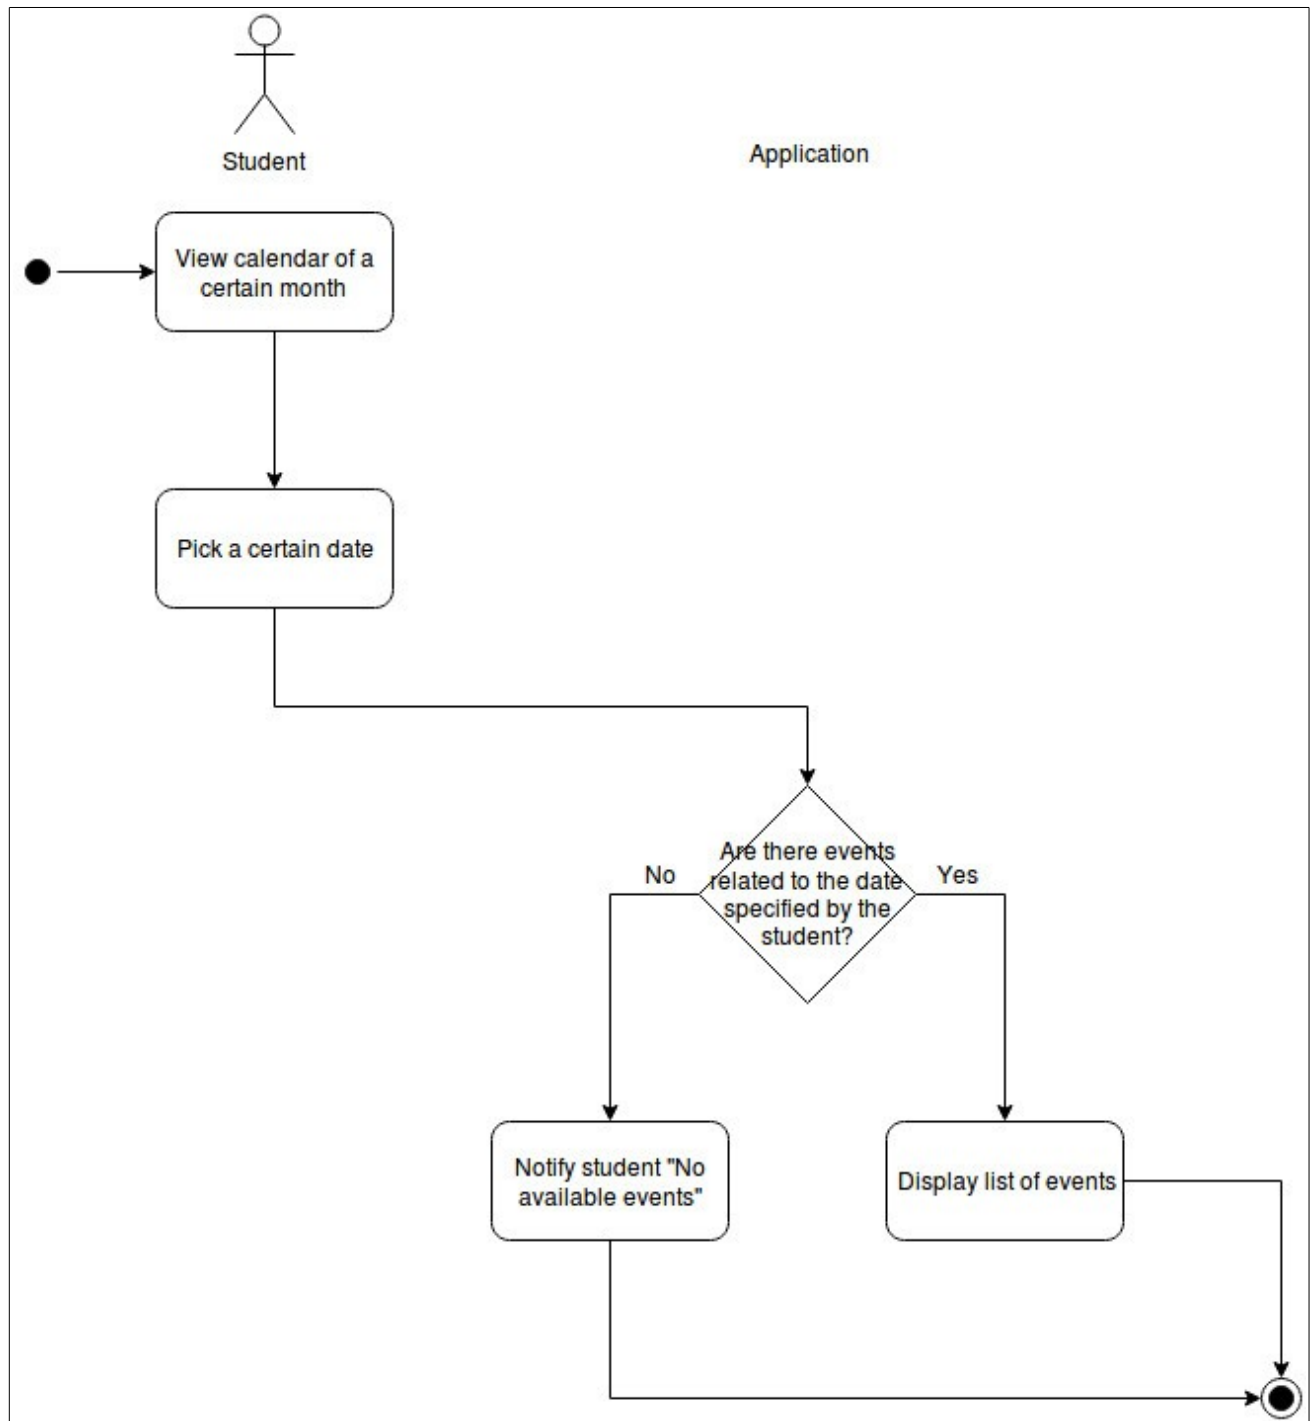 Student
Application
View calendar of a
certain month
Pick a certain date
Are there events
related to the date
specified by the
student?
No
Yes
Notify student "No
available events"
Display list of events